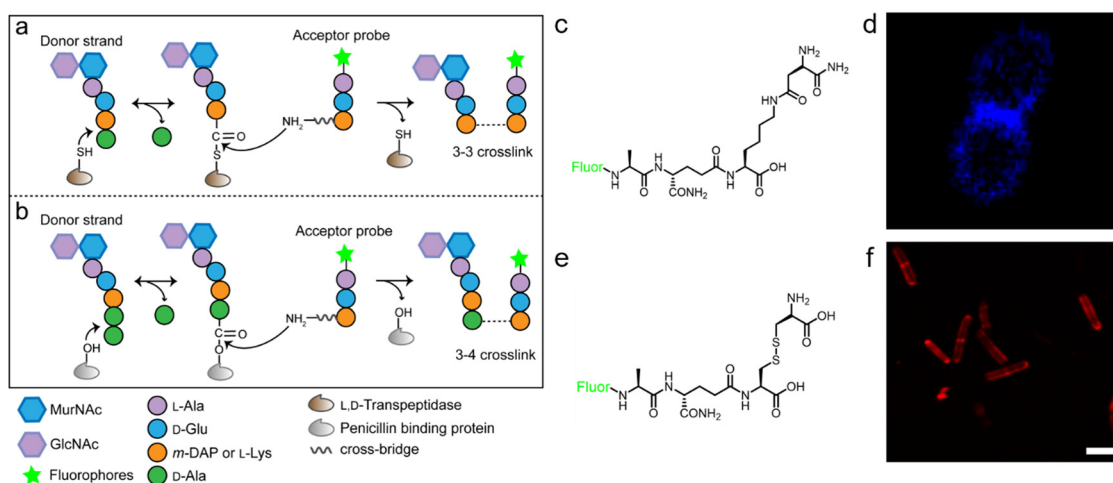 a
Donor strand
Acceptor probe
SH
C
O
S
NH2
SH
3-3 crosslink
b
Donor strand
Acceptor probe
OH
C
O
O
NH2
OH
3-4 crosslink
MurNAc
GlcNAc
Fluorophores
L-Ala
D-Glu
m-DAP or L-Lys
D-Ala
L,D-Transpeptidase
Penicillin binding protein
cross-bridge
c
NH2
NH2
HN
O
O
Fluor
N
H
O
H
N
CONH2
O
N
H
OH
O
d
e
NH2
OH
S
O
S
Fluor
N
H
O
H
N
CONH2
O
N
H
OH
O
f